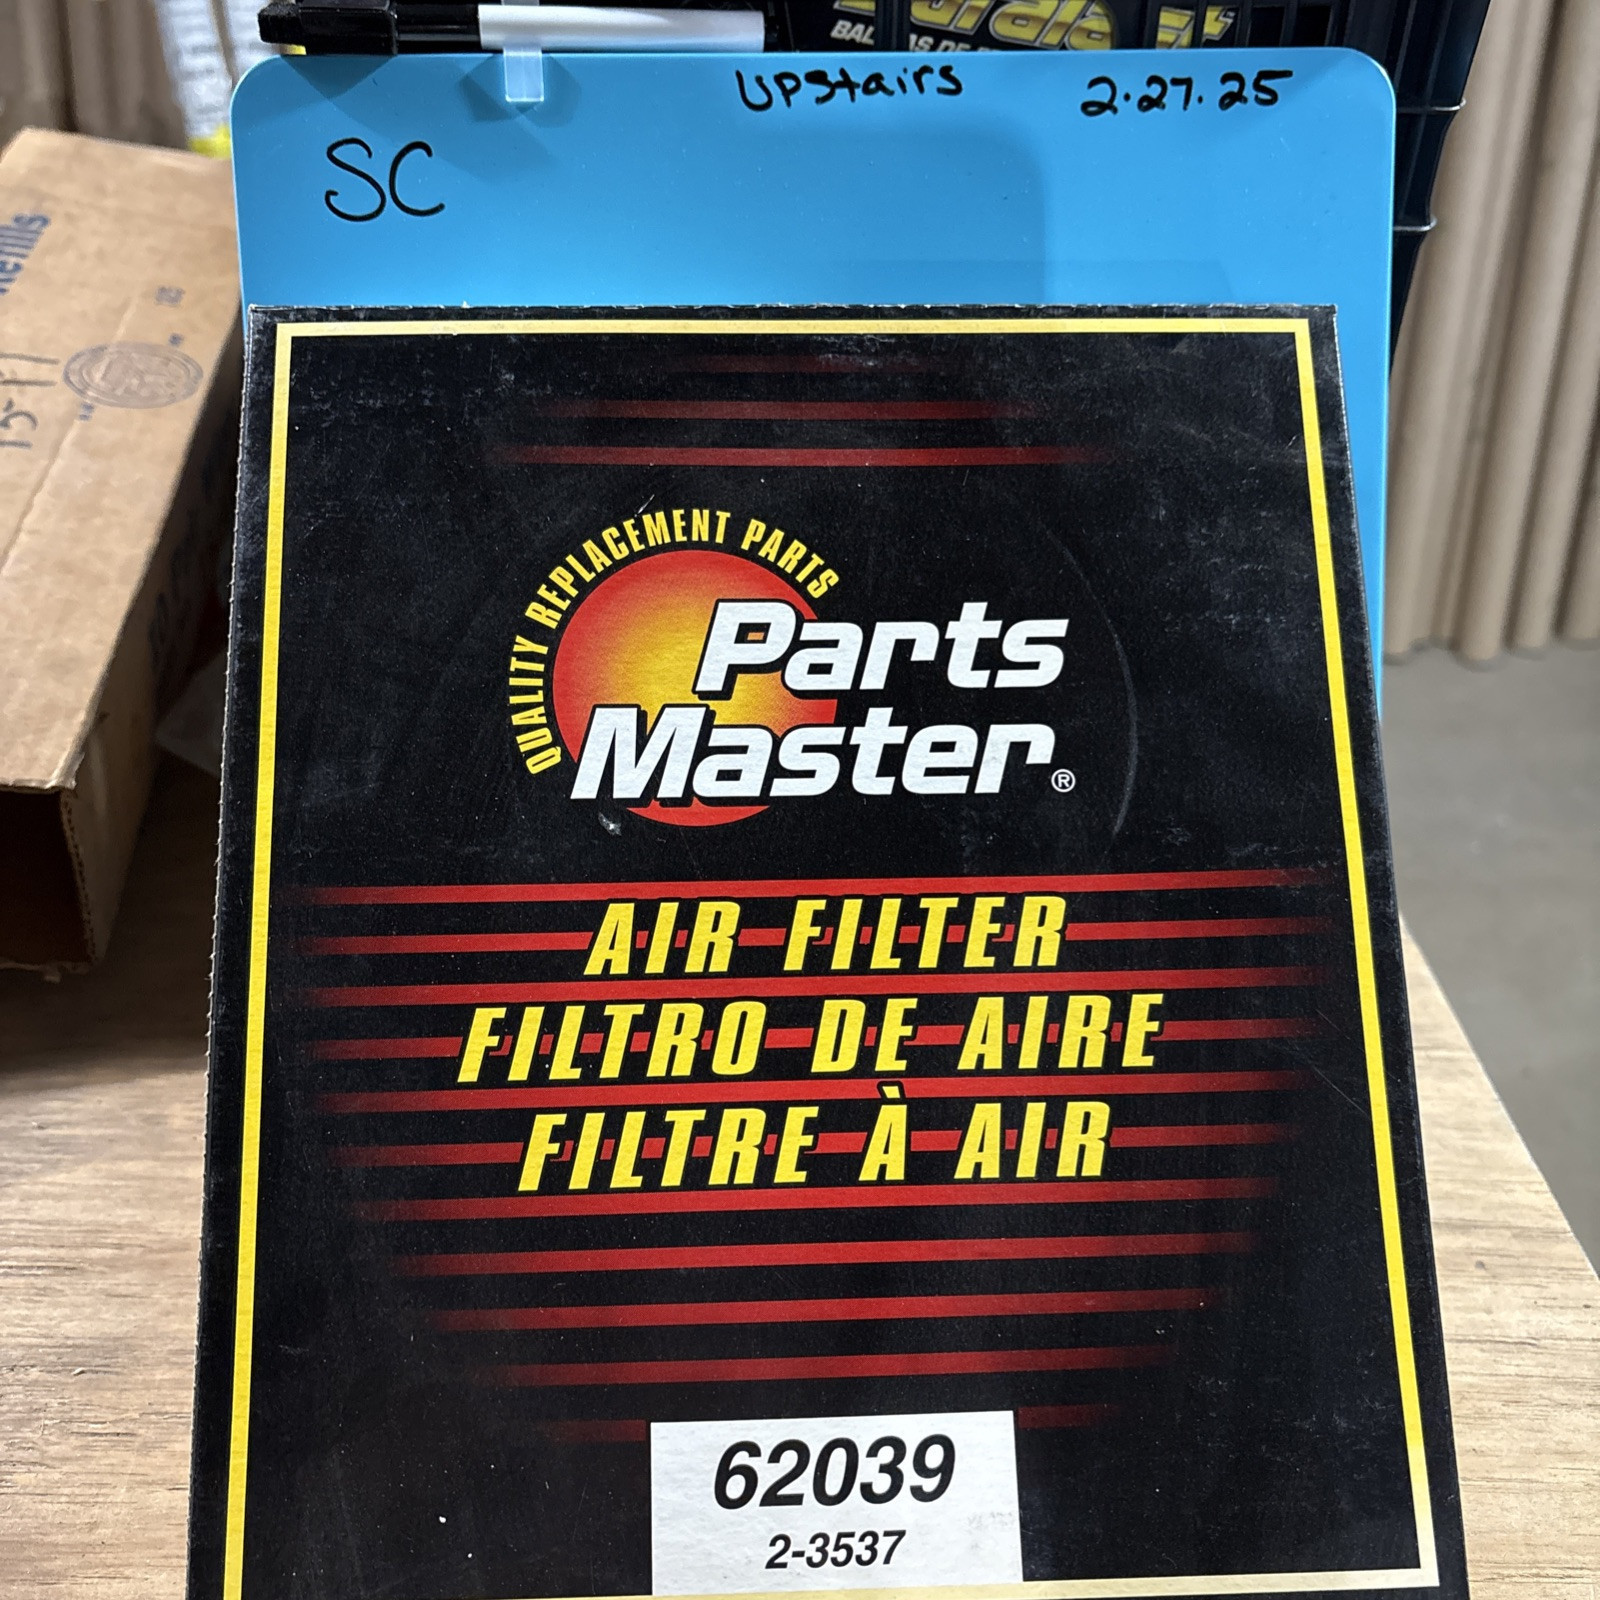 UPstairs 2.27.25
SC
QUALITY REPLACEMENT PARTS
Parts
Master®
AIR FILTER
FILTRO DE AIRE
FILTRE À AIR
62039
2-3537